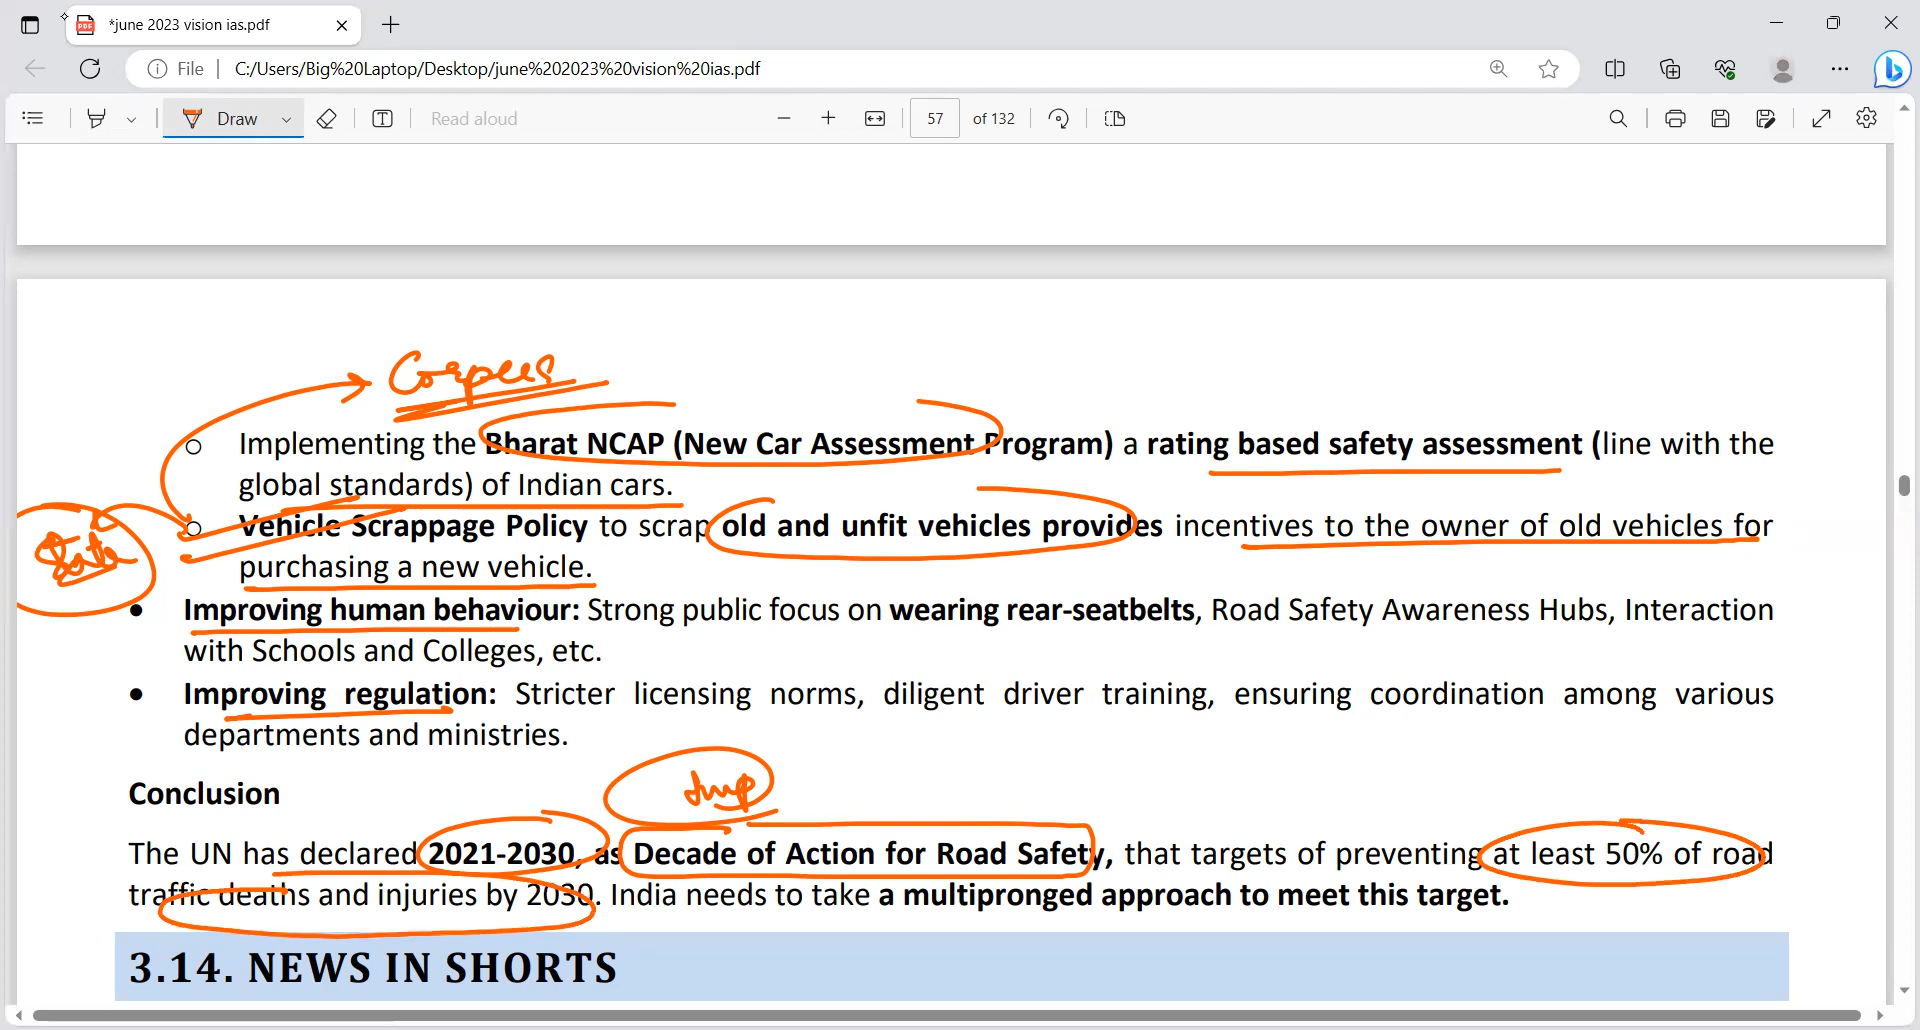 *june 2023 vision ias.pdf
File
C:/Users/Big%20Laptop/Desktop/june%202023%20vision%20ias.pdf
Draw
Read aloud
57
of 132
Implementing the Bharat NCAP (New Car Assessment Program) a rating based safety assessment (line with the
global standards) of Indian cars.
Vehicle Scrappage Policy to scrap old and unfit vehicles provides incentives to the owner of old vehicles for
purchasing a new vehicle.
Improving human behaviour: Strong public focus on wearing rear-seatbelts, Road Safety Awareness Hubs, Interaction
with Schools and Colleges, etc.
Improving regulation: Stricter licensing norms, diligent driver training, ensuring coordination among various
departments and ministries.
Imp
Conclusion
The UN has declared 2021-2030, as Decade of Action for Road Safety, that targets of preventing at least 50% of road
traffic deaths and injuries by 2030. India needs to take a multipronged approach to meet this target.
3.14. NEWS IN SHORTS